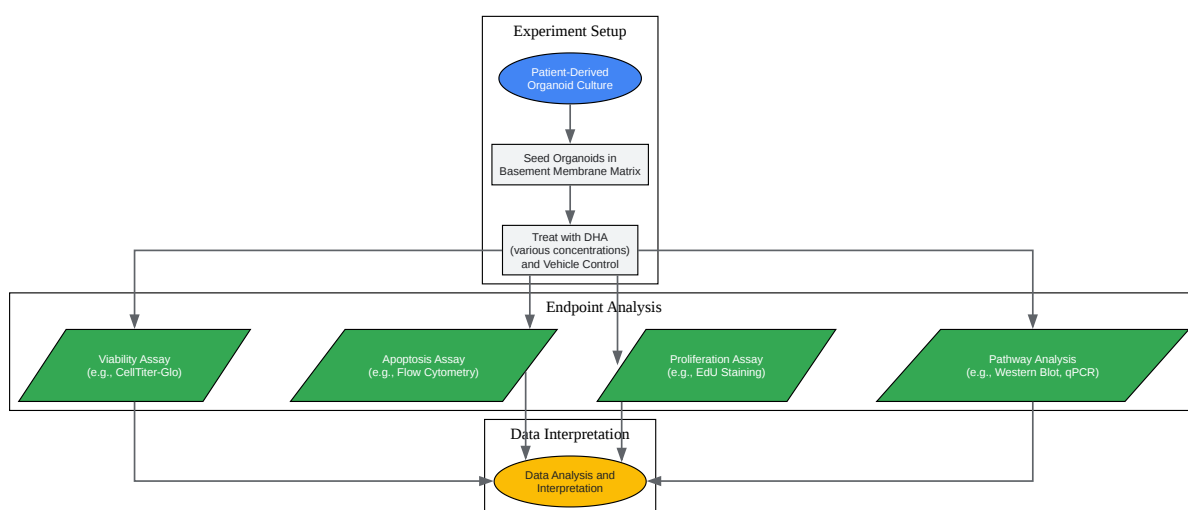 Experiment Setup
Patient-Derived
Organoid Culture
Seed Organoids in
Basement Membrane Matrix
Treat with DHA
(various concentrations)
and Vehicle Control
Endpoint Analysis
Viability Assay
(e.g., CellTiter-Glo)
Apoptosis Assay
(e.g., Flow Cytometry)
Proliferation Assay
(e.g., EdU Staining)
Pathway Analysis
(e.g., Western Blot, qPCR)
Data Interpretation
Data Analysis and
Interpretation